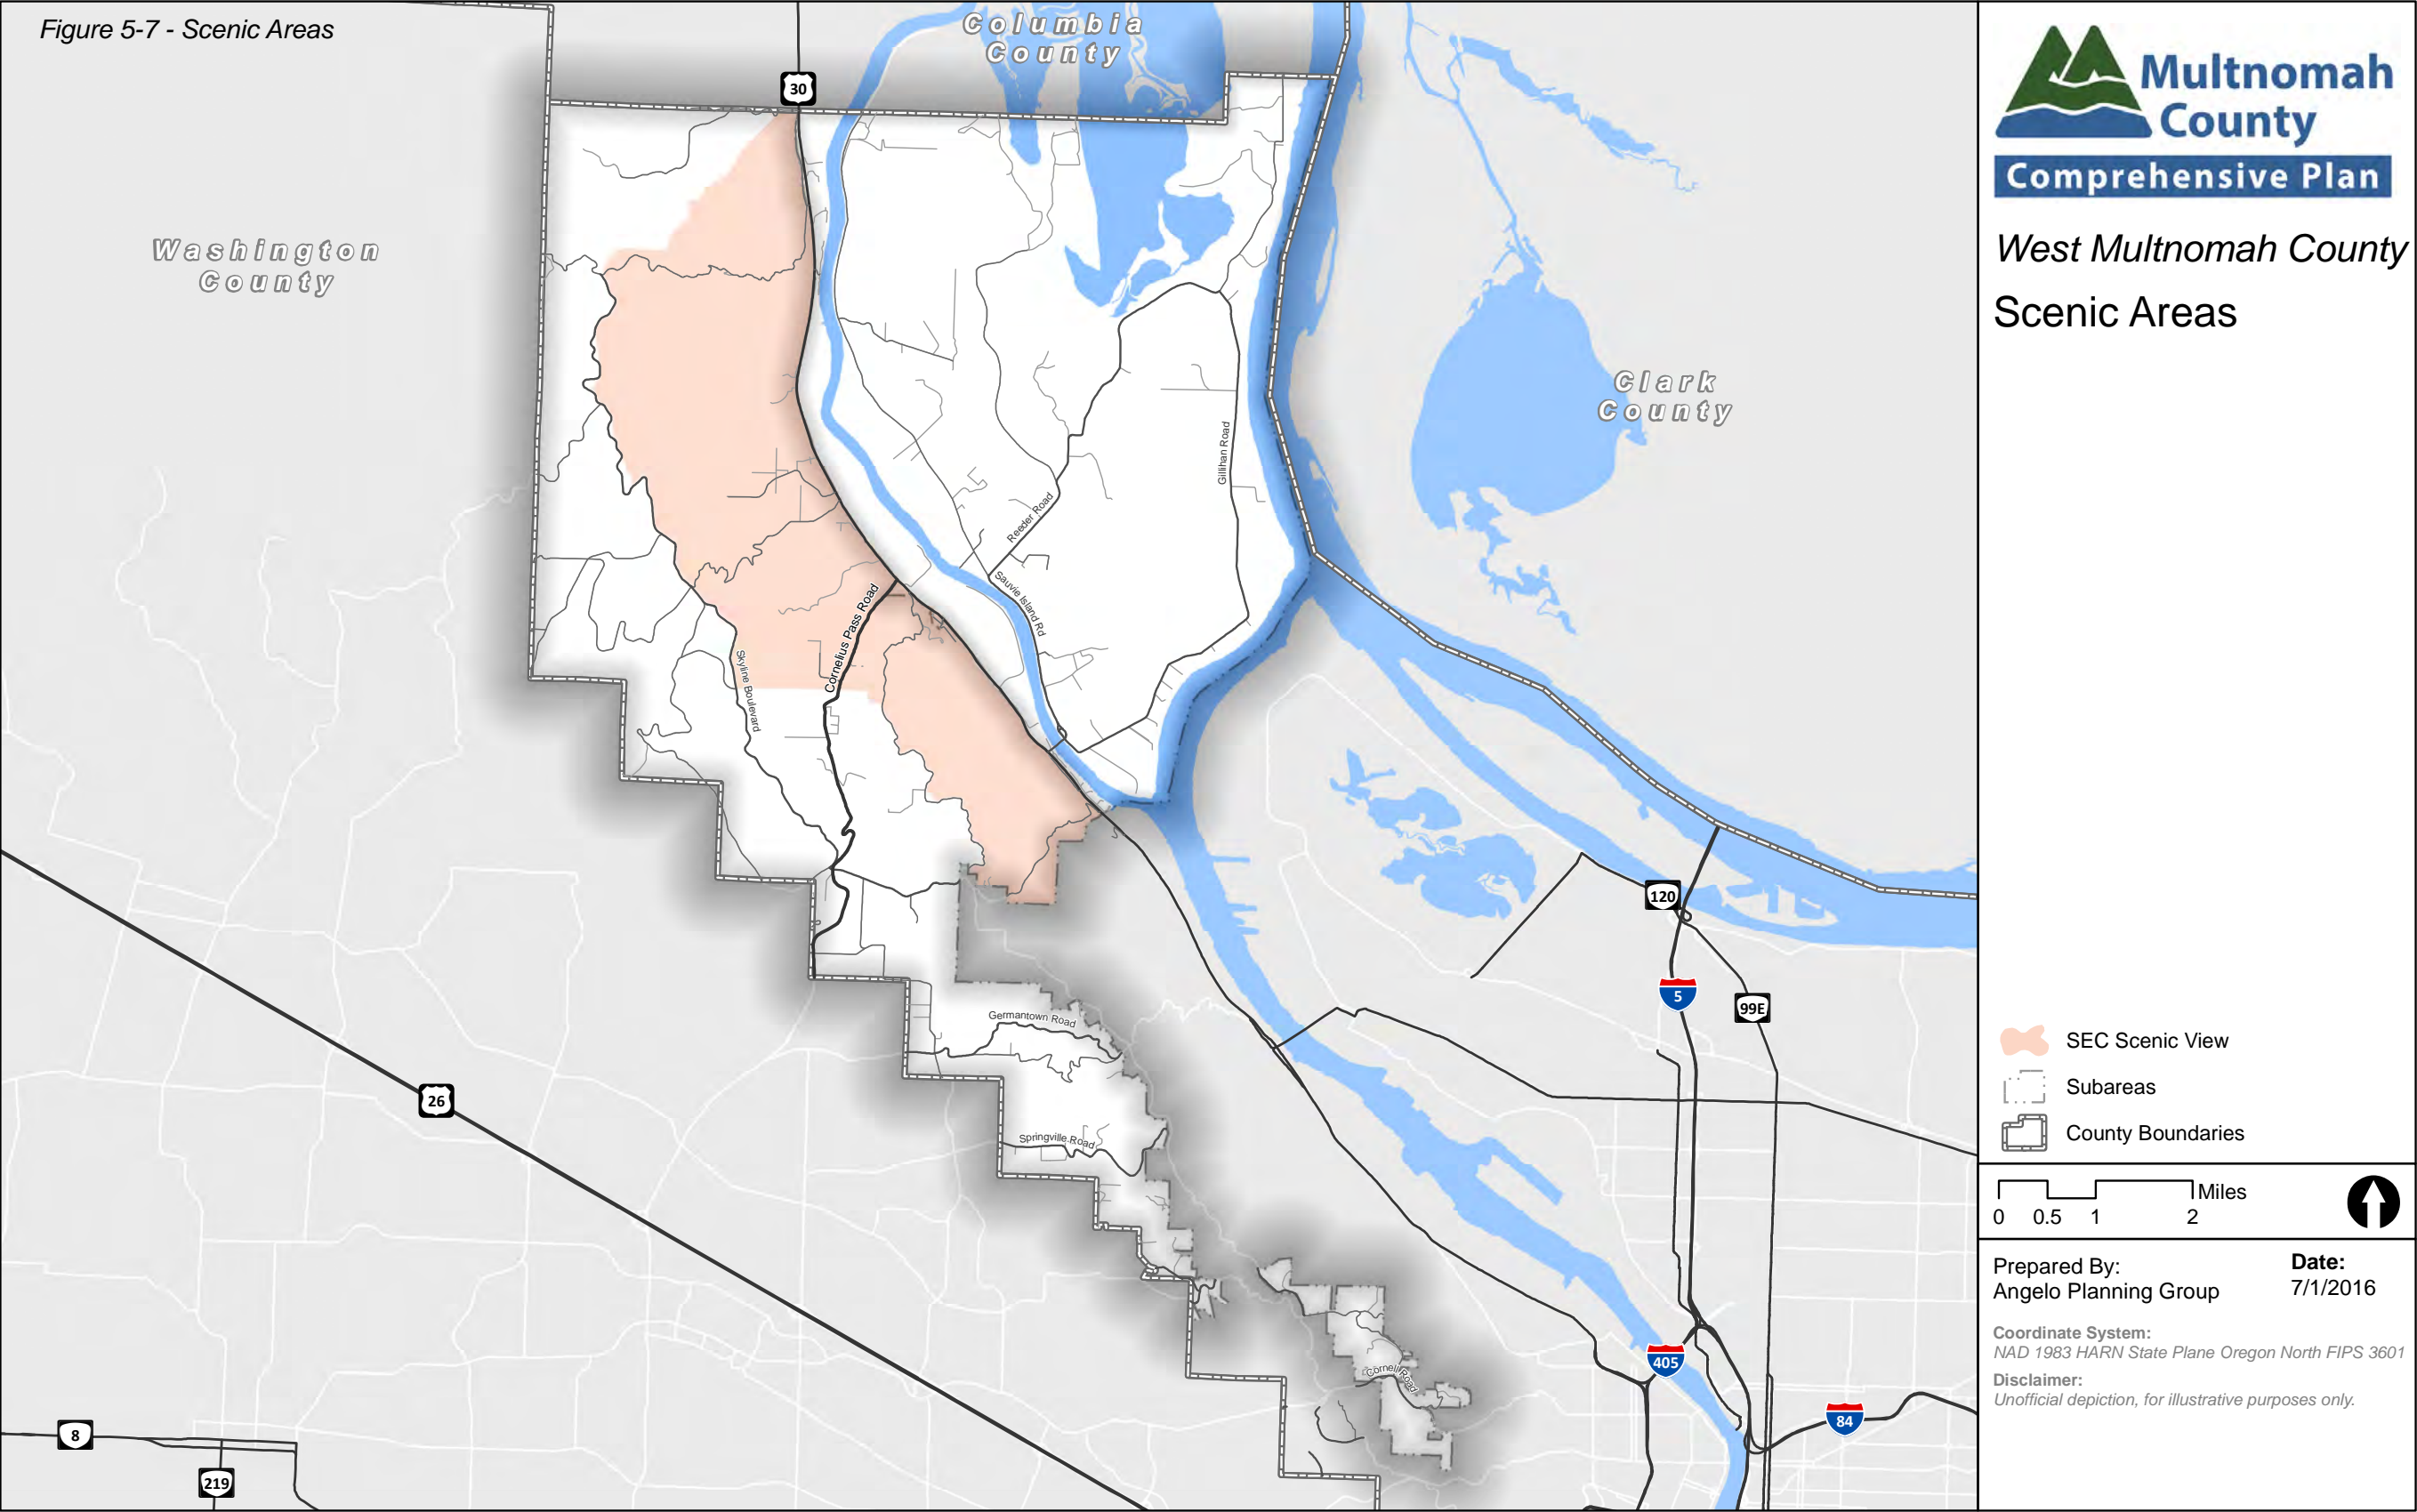 Figure 5-7 - Scenic Areas
Columbia
County
30
Washington
County
Clark
County
Gillihan Road
Reeder Road
Sauvie Island Rd
Cornelius Pass Road
Skyline Boulevard
120
5
99E
Germantown Road
26
Springville Road
405
Cornell Road
84
8
219
Multnomah
County
Comprehensive Plan
West Multnomah County
Scenic Areas
SEC Scenic View
Subareas
County Boundaries
Miles
0 0.5 1 2
Prepared By:
Angelo Planning Group
Date:
7/1/2016
Coordinate System:
NAD 1983 HARN State Plane Oregon North FIPS 3601
Disclaimer:
Unofficial depiction, for illustrative purposes only.